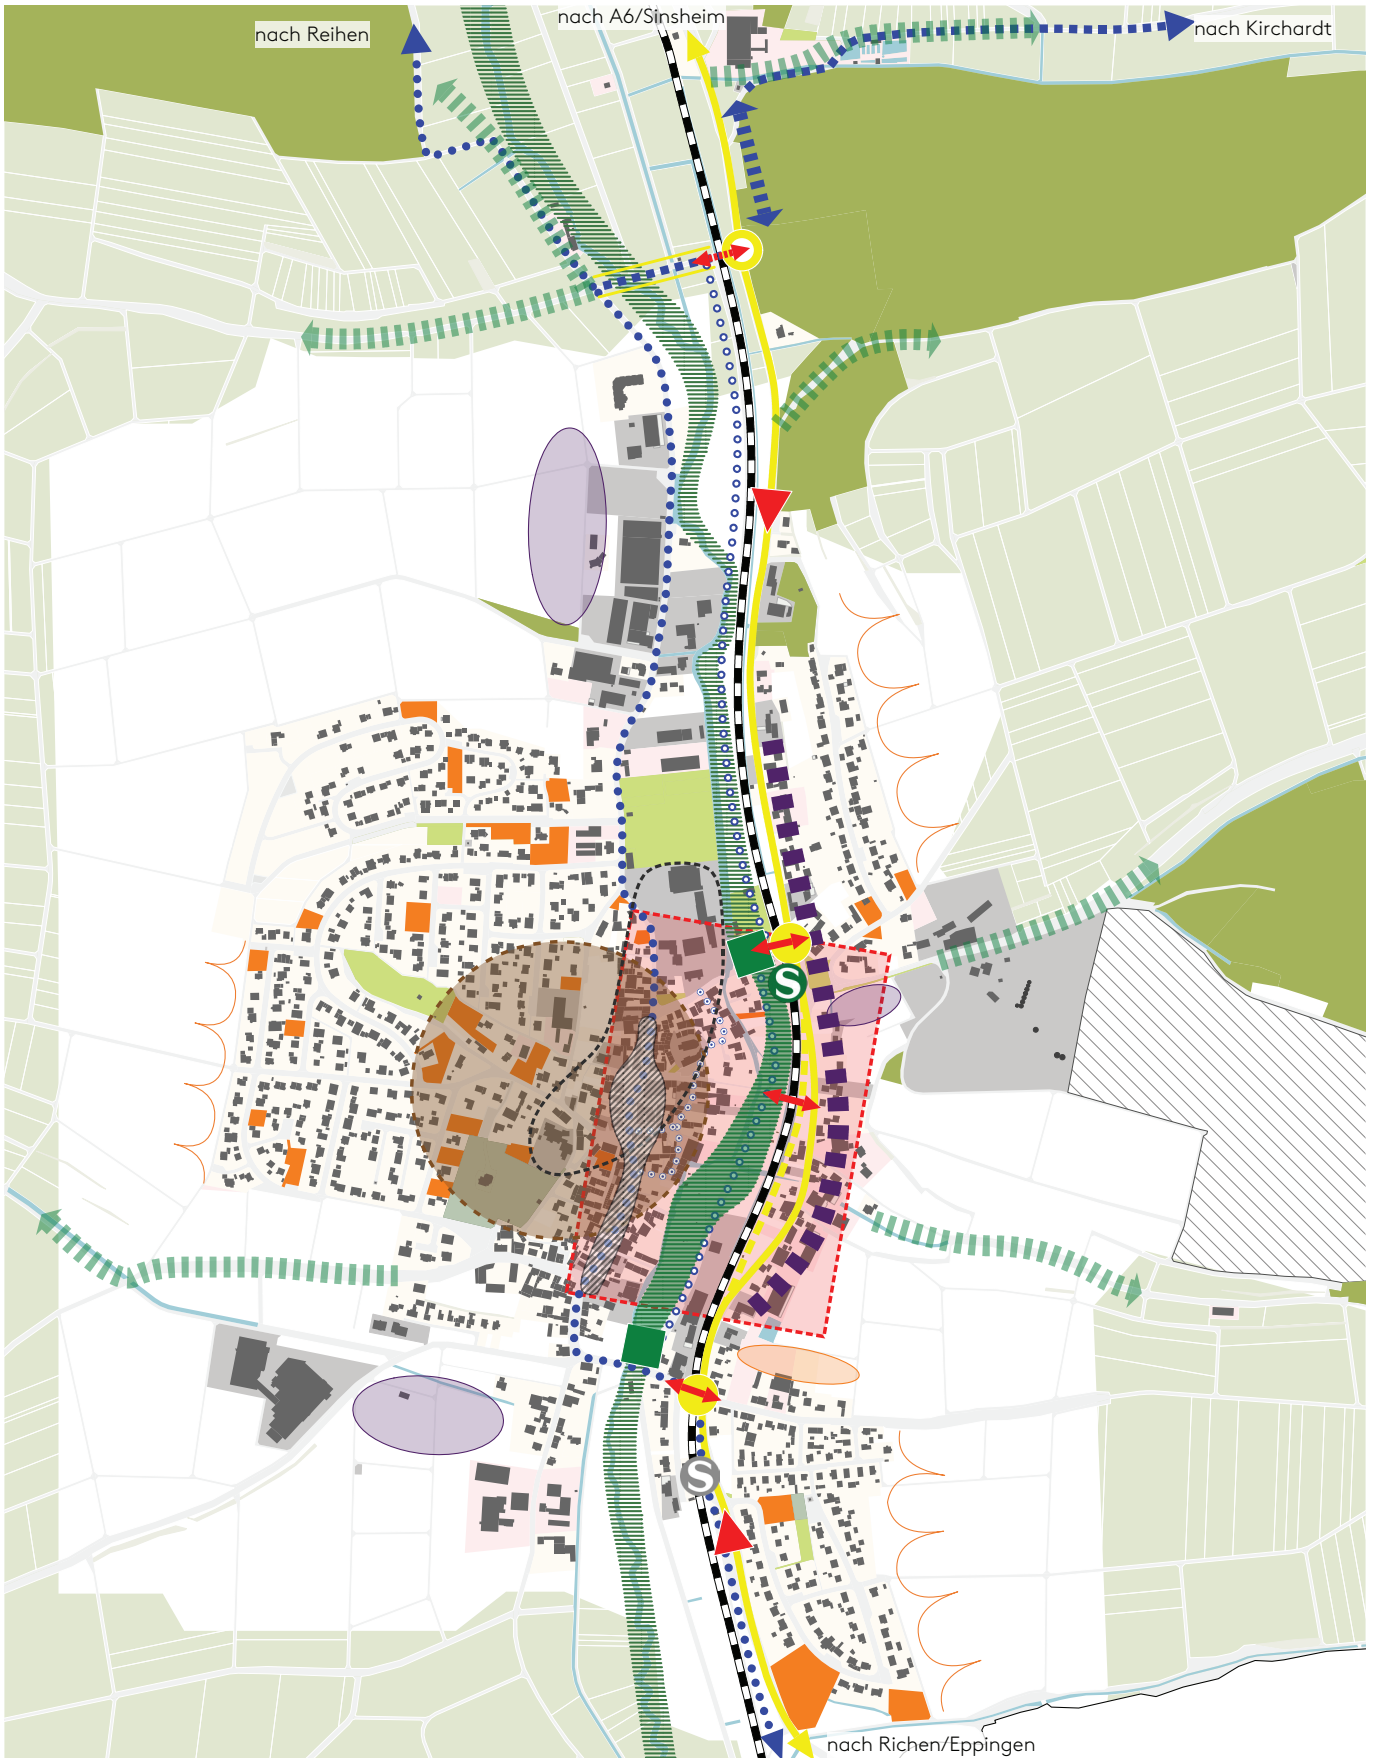 nach A6/Sinsheim
nach Reihen
nach Kirchardt
S
S
nach Richen/Eppingen